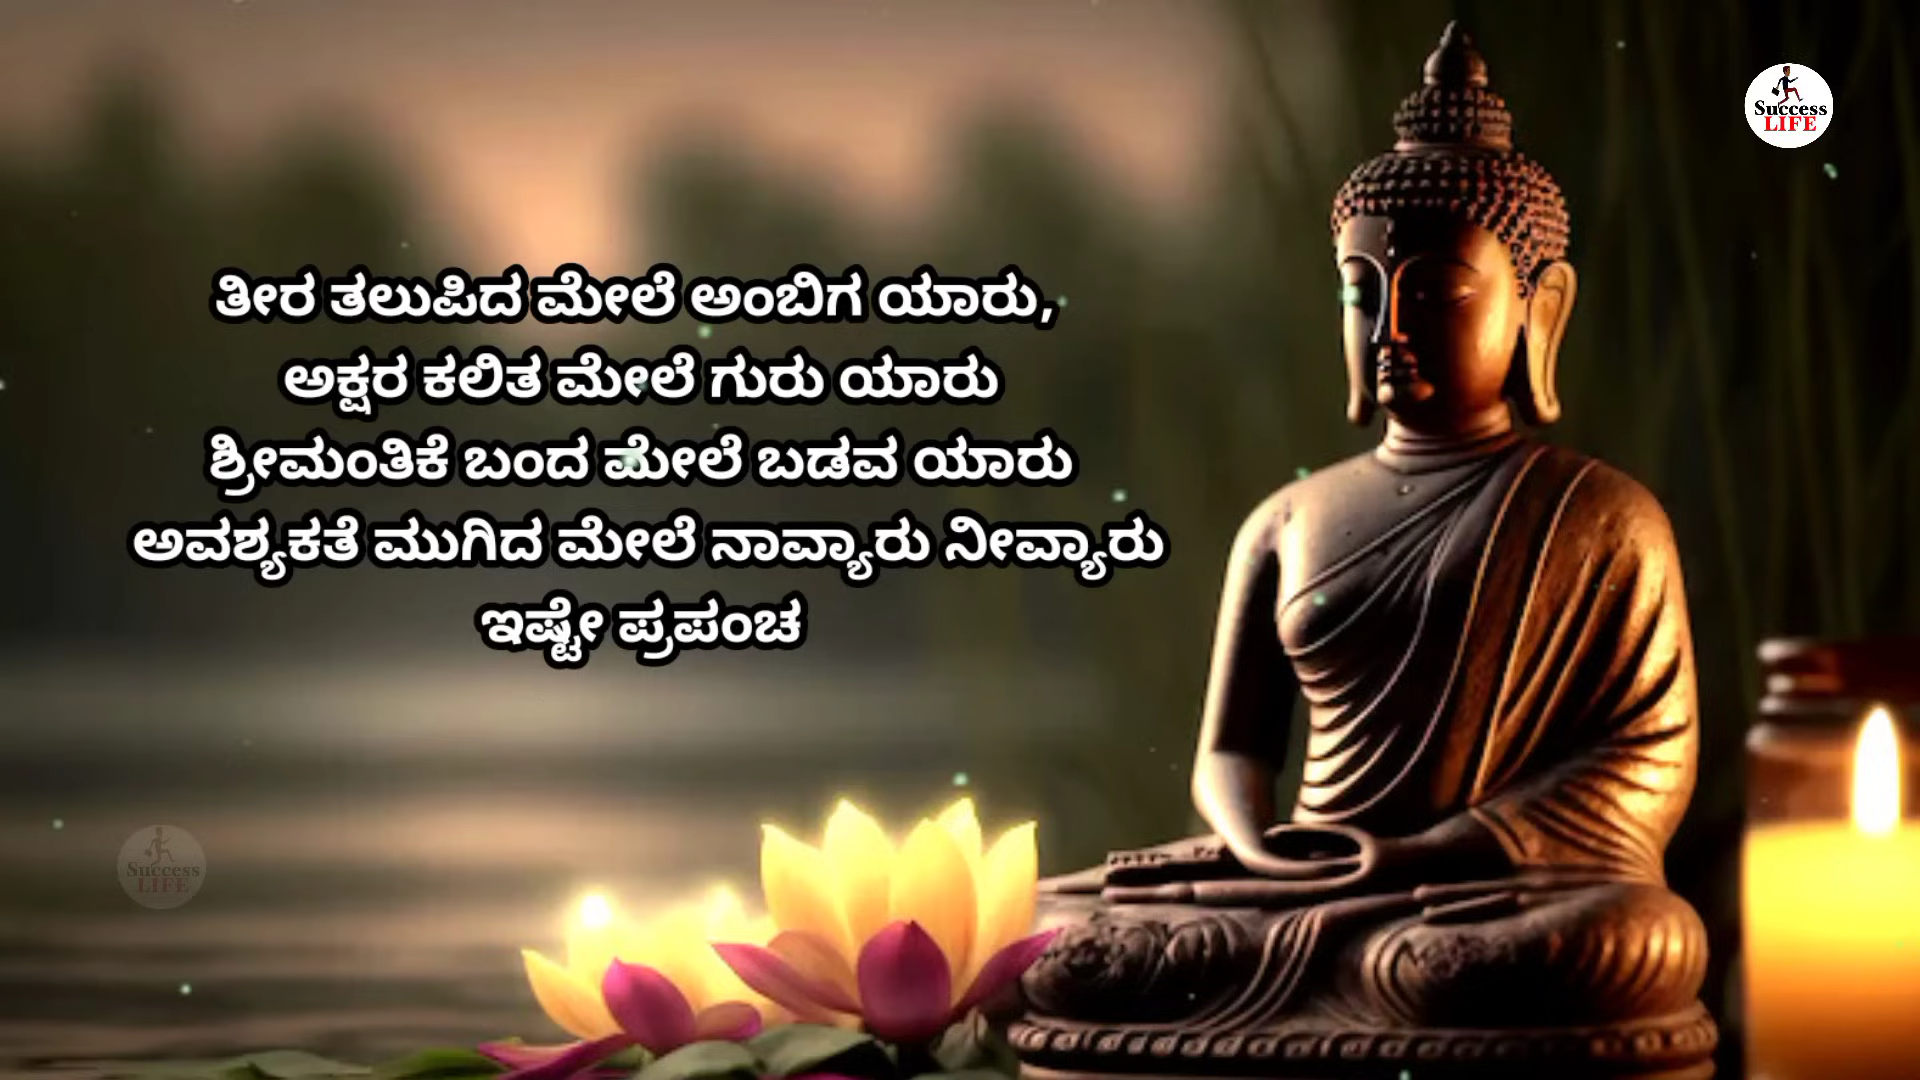 Success
LIFE
ತೀರ ತಲುಪಿದ ಮೇಲೆ ಅಂಬಿಗ ಯಾರು,
ಅಕ್ಷರ ಕಲಿತ ಮೇಲೆ ಗುರು ಯಾರು
ಶ್ರೀಮಂತಿಕೆ ಬಂದ ಮೇಲೆ ಬಡವ ಯಾರು
ಅವಶ್ಯಕತೆ ಮುಗಿದ ಮೇಲೆ ನಾವ್ಯಾರು ನೀವ್ಯಾರು
ಇಷ್ಟೇ ಪ್ರಪಂಚ
Success
LIFE